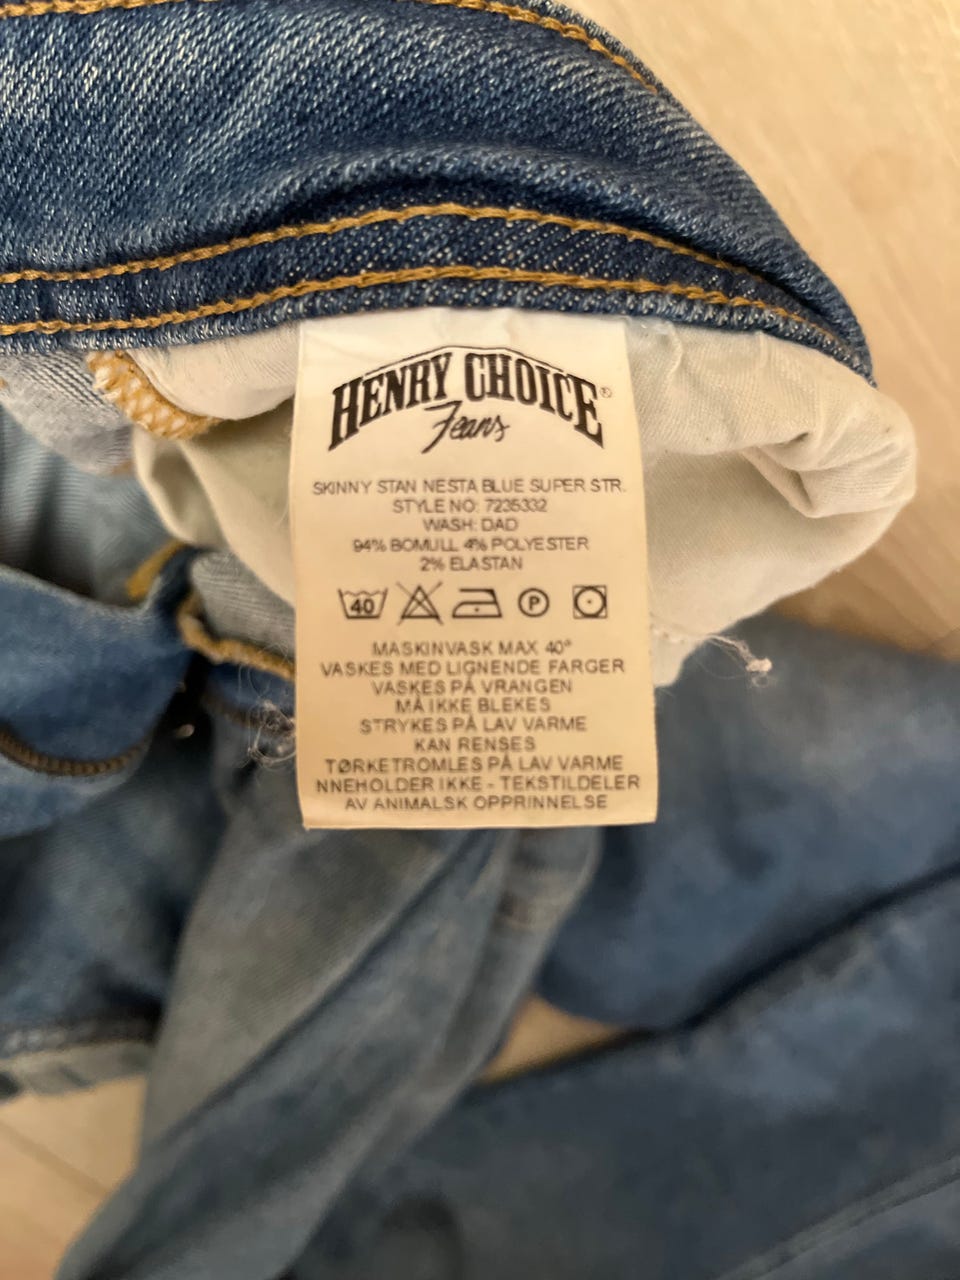 HENRY CHOICE®
Jeans
SKINNY STAN NESTA BLUE SUPER STR.
STYLE NO: 7235332
WASH: DAD
94% BOMULL 4% POLYESTER
2% ELASTAN
40 P
MASKINVASK MAX 40°
VASKES MED LIGNENDE FARGER
VASKES PÅ VRANGEN
MÅ IKKE BLEKES
STRYKES PÅ LAV VARME
KAN RENSES
TØRKETROMLES PÅ LAV VARME
NNEHOLDER IKKE - TEKSTILDELER
AV ANIMALSK OPPRINNELSE